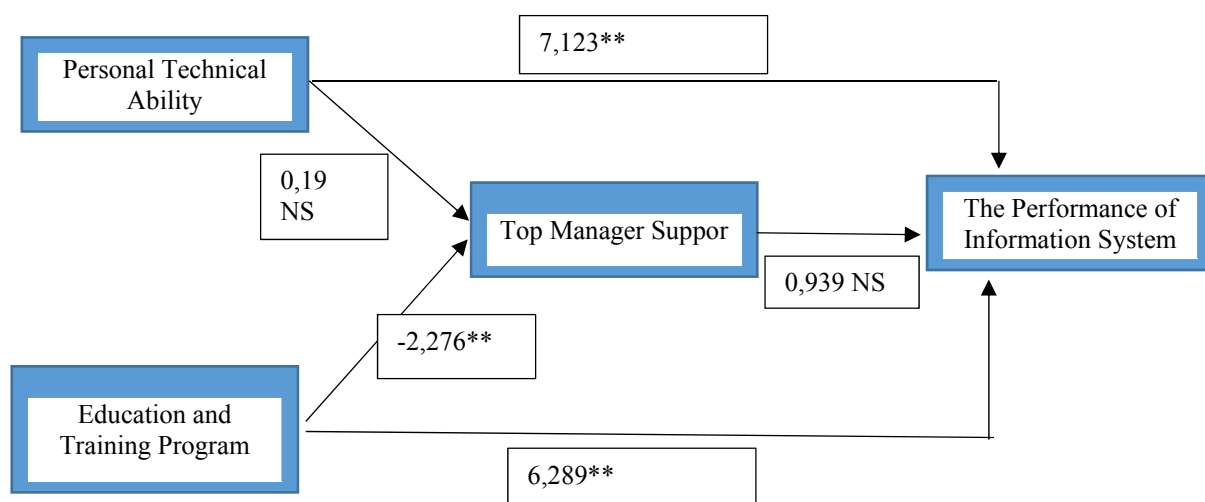 7,123**
Personal Technical
Ability
0,19
NS
Top Manager Suppor
The Performance of
Information System
0,939 NS
-2,276**
Education and
Training Program
6,289**